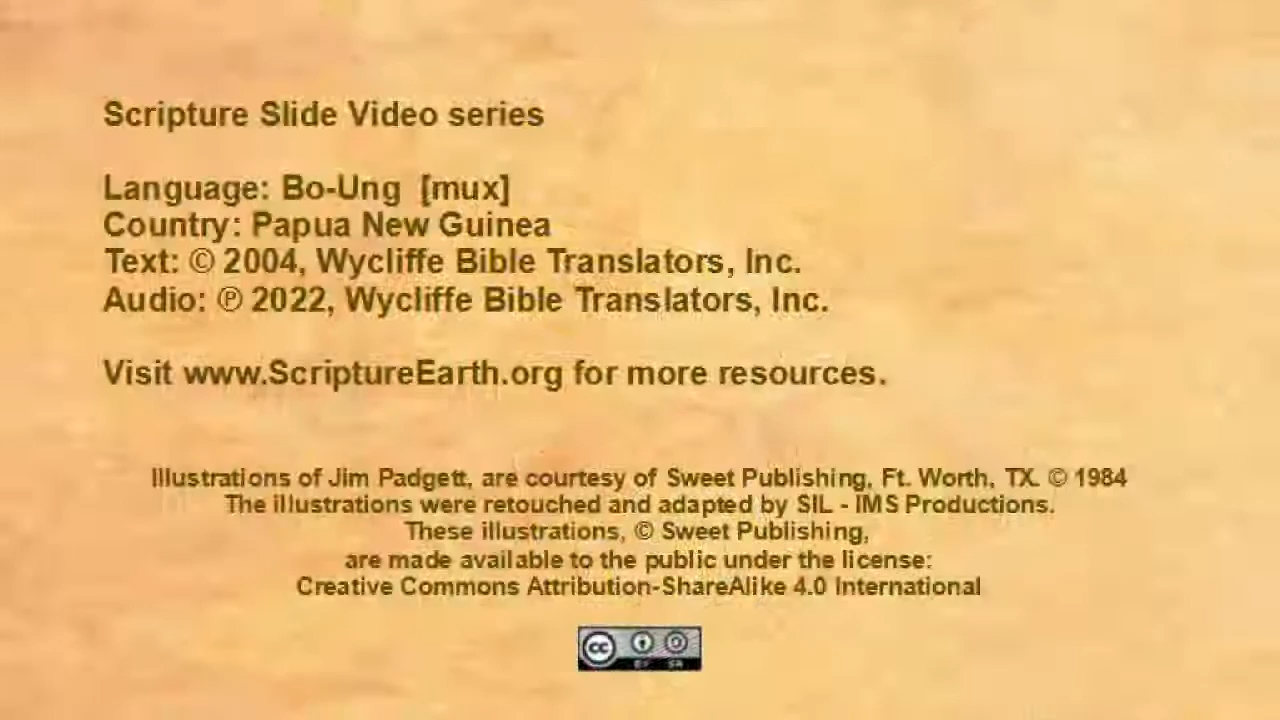 Scripture Slide Video series
Language: Bo-Ung [mux]
Country: Papua New Guinea
Text: © 2004, Wycliffe Bible Translators, Inc.
Audio: ℗ 2022, Wycliffe Bible Translators, Inc.
Visit www.ScriptureEarth.org for more resources.
Illustrations of Jim Padgett, are courtesy of Sweet Publishing, Ft. Worth, TX. © 1984
The illustrations were retouched and adapted by SIL - IMS Productions.
These illustrations, © Sweet Publishing,
are made available to the public under the license:
Creative Commons Attribution-ShareAlike 4.0 International
cc BY SA